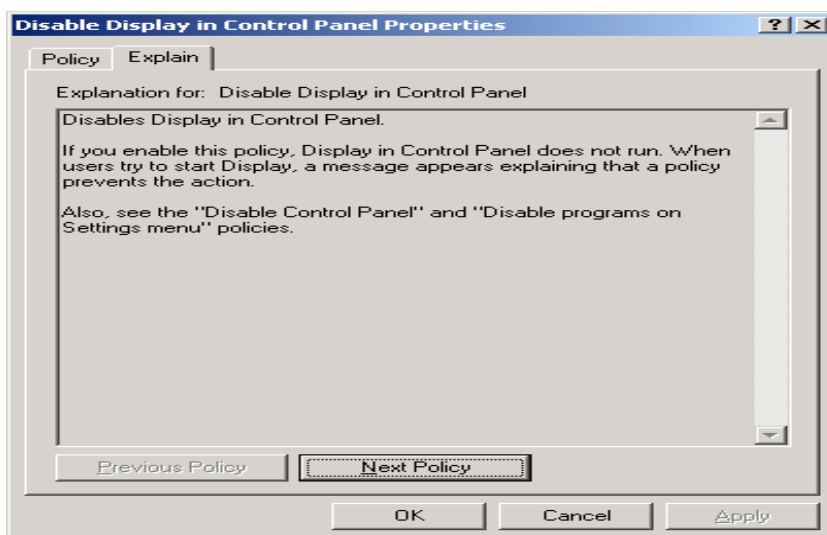 Disable Display in Control Panel Properties
Policy Explain
Explanation for: Disable Display in Control Panel
Disables Display in Control Panel.
If you enable this policy, Display in Control Panel does not run. When
users try to start Display, a message appears explaining that a policy
prevents the action.
Also, see the "Disable Control Panel" and "Disable programs on
Settings menu" policies.
Previous Policy Next Policy
OK Cancel Apply